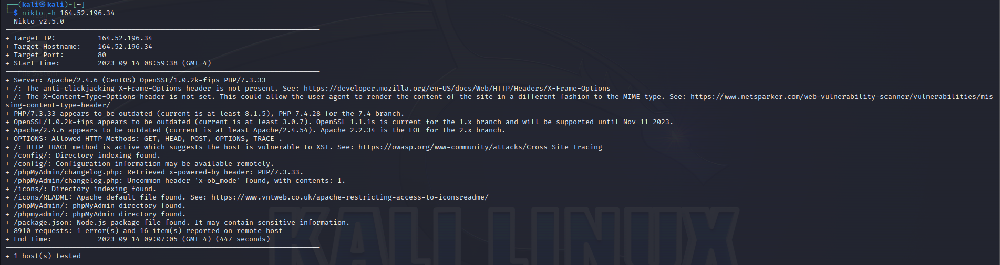 ┌──(kali㉿kali)-[~]
└─$ nikto -h 164.52.196.34
- Nikto v2.5.0
---------------------------------------------------------------------------
+ Target IP:          164.52.196.34
+ Target Hostname:    164.52.196.34
+ Target Port:        80
+ Start Time:         2023-09-14 08:59:38 (GMT-4)
---------------------------------------------------------------------------
+ Server: Apache/2.4.6 (CentOS) OpenSSL/1.0.2k-fips PHP/7.3.33
+ /: The anti-clickjacking X-Frame-Options header is not present. See: https://developer.mozilla.org/en-US/docs/Web/HTTP/Headers/X-Frame-Options
+ /: The X-Content-Type-Options header is not set. This could allow the user agent to render the content of the site in a different fashion to the MIME type. See: https://www.netsparker.com/web-vulnerability-scanner/vulnerabilities/mis
sing-content-type-header/
+ PHP/7.3.33 appears to be outdated (current is at least 8.1.5), PHP 7.4.28 for the 7.4 branch.
+ OpenSSL/1.0.2k-fips appears to be outdated (current is at least 3.0.7). OpenSSL 1.1.1s is current for the 1.x branch and will be supported until Nov 11 2023.
+ Apache/2.4.6 appears to be outdated (current is at least Apache/2.4.54). Apache 2.2.34 is the EOL for the 2.x branch.
+ OPTIONS: Allowed HTTP Methods: GET, HEAD, POST, OPTIONS, TRACE .
+ /: HTTP TRACE method is active which suggests the host is vulnerable to XST. See: https://owasp.org/www-community/attacks/Cross_Site_Tracing
+ /config/: Directory indexing found.
+ /config/: Configuration information may be available remotely.
+ /phpMyAdmin/changelog.php: Retrieved x-powered-by header: PHP/7.3.33.
+ /phpMyAdmin/changelog.php: Uncommon header 'x-ob_mode' found, with contents: 1.
+ /icons/: Directory indexing found.
+ /icons/README: Apache default file found. See: https://www.vntweb.co.uk/apache-restricting-access-to-iconsreadme/
+ /phpMyAdmin/: phpMyAdmin directory found.
+ /phpmyadmin/: phpMyAdmin directory found.
+ /package.json: Node.js package file found. It may contain sensitive information.
+ 8910 requests: 1 error(s) and 16 item(s) reported on remote host
+ End Time:           2023-09-14 09:07:05 (GMT-4) (447 seconds)
---------------------------------------------------------------------------
+ 1 host(s) tested
KALI LINUX